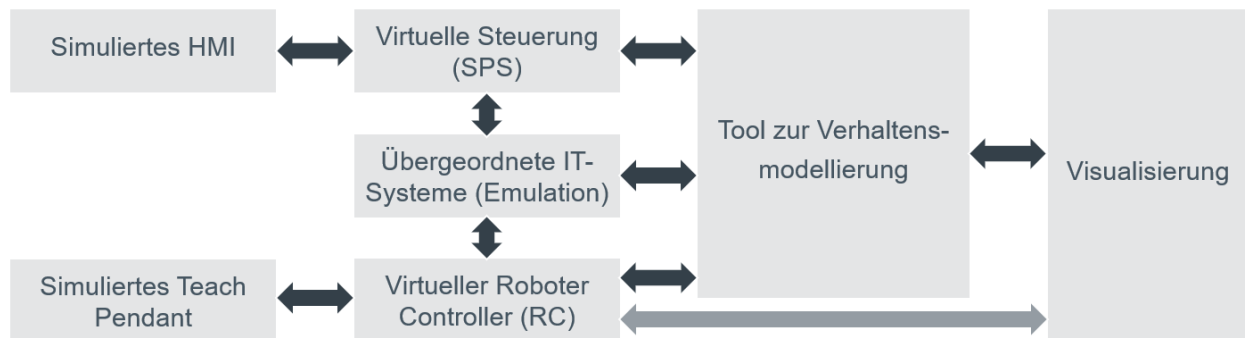 Simuliertes HMI
Virtuelle Steuerung
(SPS)
Übergeordnete IT-
Systeme (Emulation)
Simuliertes Teach
Pendant
Virtueller Roboter
Controller (RC)
Tool zur Verhaltens-
modellierung
Visualisierung